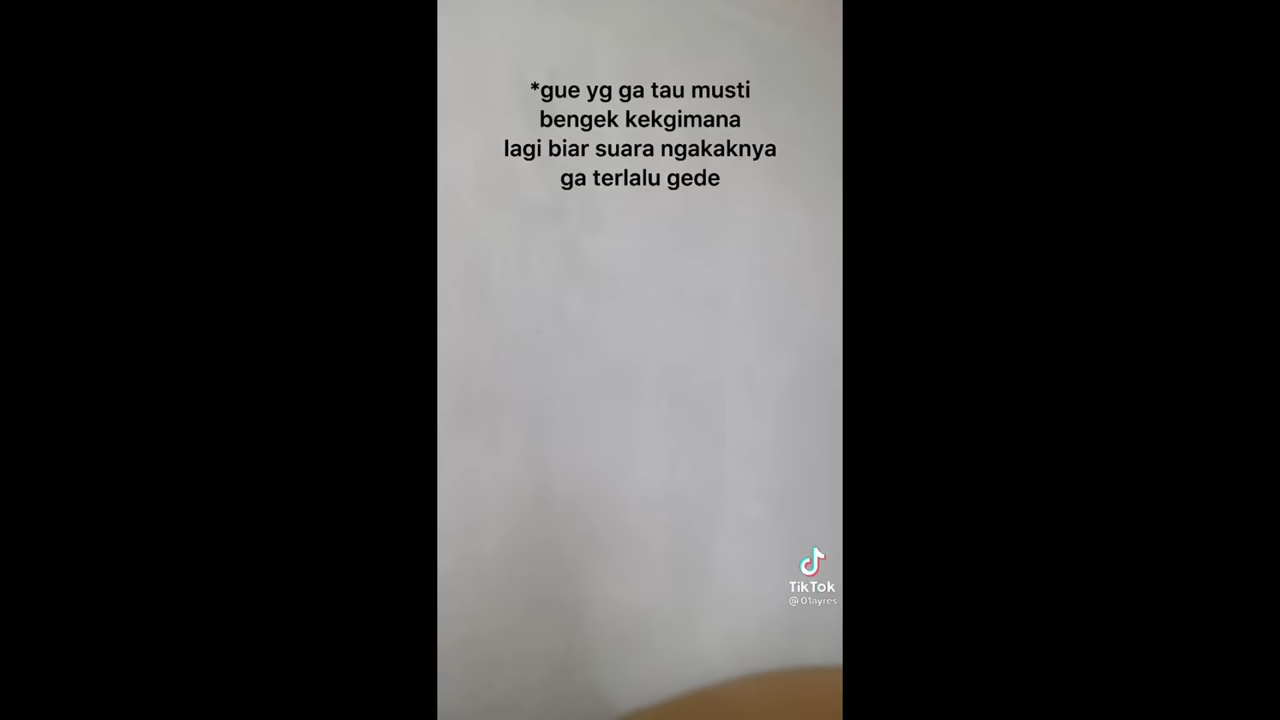 *gue yg ga tau musti
bengek kekgimana
lagi biar suara ngakaknya
ga terlalu gede
TikTok
@01ayres